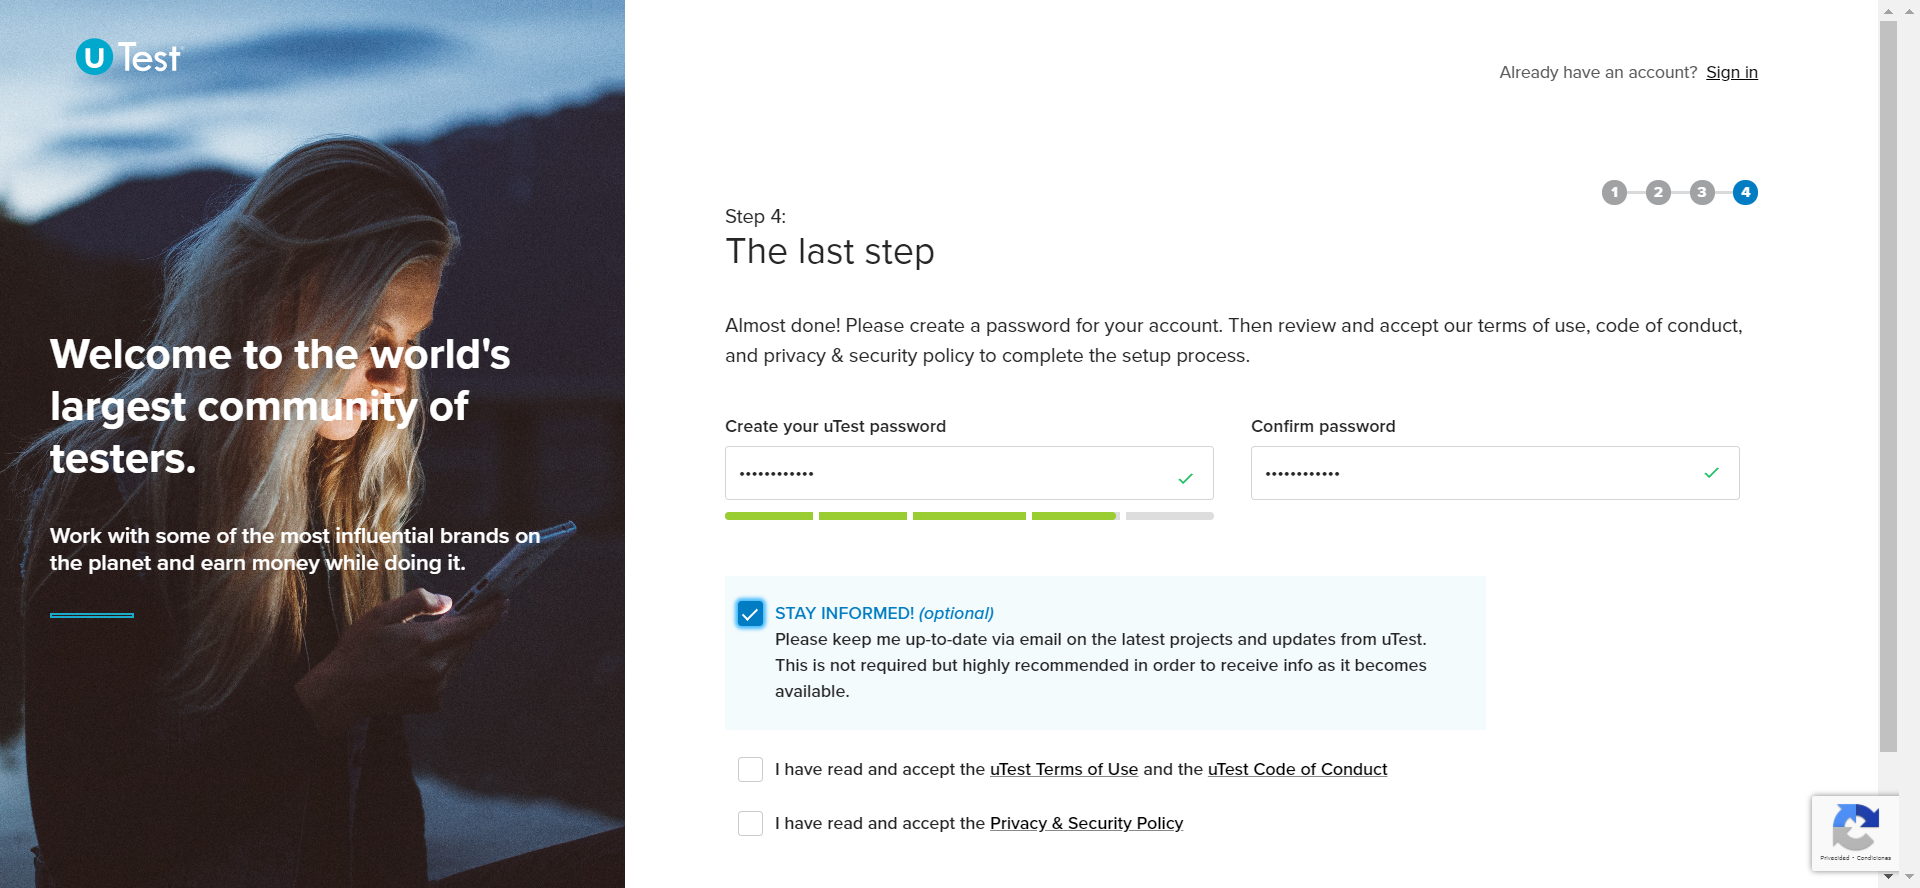 uTest
Already have an account? Sign in
1 2 3 4
Step 4:
The last step
Welcome to the world's
largest community of
testers.
Work with some of the most influential brands on
the planet and earn money while doing it.
Almost done! Please create a password for your account. Then review and accept our terms of use, code of conduct,
and privacy & security policy to complete the setup process.
Create your uTest password
Confirm password
••••••••••••
••••••••••••
STAY INFORMED! (optional)
Please keep me up-to-date via email on the latest projects and updates from uTest.
This is not required but highly recommended in order to receive info as it becomes
available.
I have read and accept the uTest Terms of Use and the uTest Code of Conduct
I have read and accept the Privacy & Security Policy
Privacidad - Condiciones